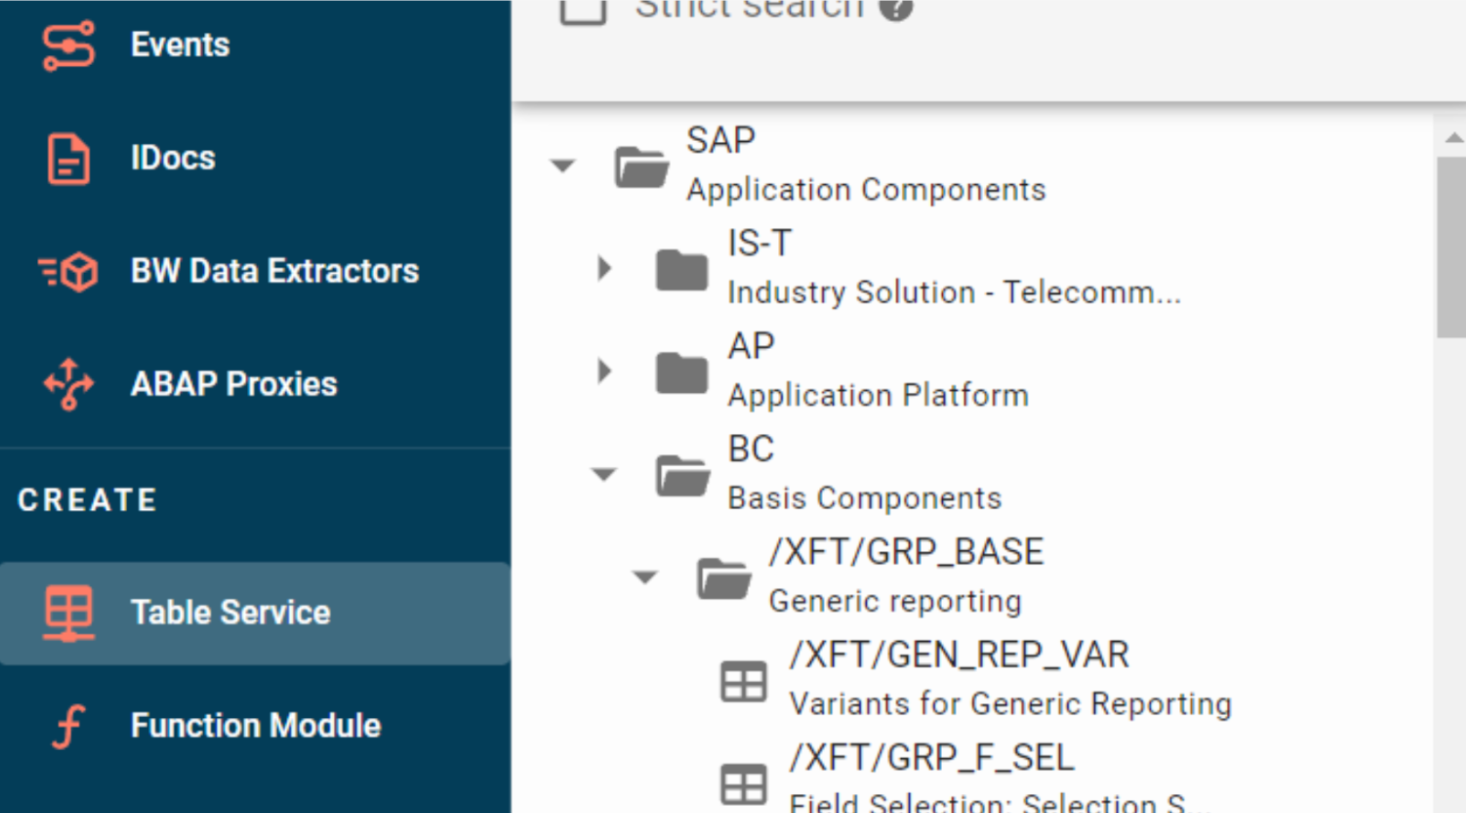 Events
IDocs
BW Data Extractors
ABAP Proxies
CREATE
Table Service
Function Module
Strict search ?
SAP
Application Components
IS-T
Industry Solution - Telecomm...
AP
Application Platform
BC
Basis Components
/XFT/GRP_BASE
Generic reporting
/XFT/GEN_REP_VAR
Variants for Generic Reporting
/XFT/GRP_F_SEL
Field Selection: Selection S...